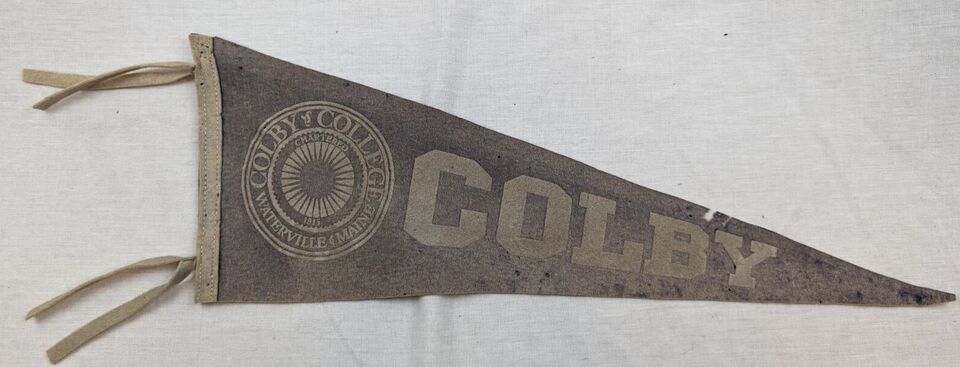 COLBY COLLEGE
CHARTERED
1813
WATERVILLE MAINE
COLBY